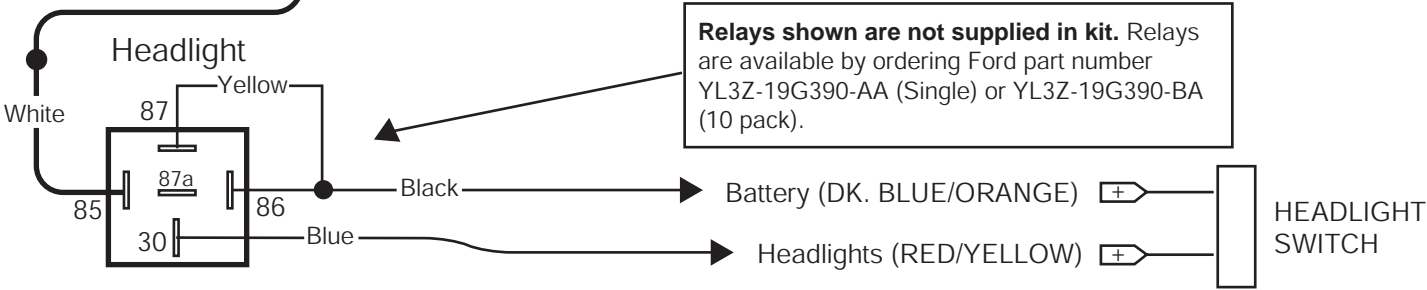 Headlight
Relays shown are not supplied in kit. Relays
are available by ordering Ford part number
YL3Z-19G390-AA (Single) or YL3Z-19G390-BA
(10 pack).
Yellow
White
87
87a
85
86
Black
Battery (DK. BLUE/ORANGE)
+
30
Blue
Headlights (RED/YELLOW)
+
HEADLIGHT
SWITCH